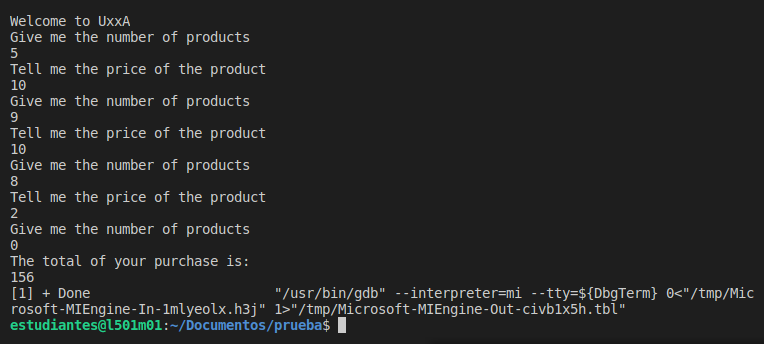 Welcome to UxxA
Give me the number of products
5
Tell me the price of the product
10
Give me the number of products
9
Tell me the price of the product
10
Give me the number of products
8
Tell me the price of the product
2
Give me the number of products
0
The total of your purchase is:
156
[1] + Done                       "/usr/bin/gdb" --interpreter=mi --tty=${DbgTerm} 0<"/tmp/Mic
rosoft-MIEngine-In-1mlyeolx.h3j" 1>"/tmp/Microsoft-MIEngine-Out-civb1x5h.tbl"
estudiantes@l501m01:~/Documentos/prueba$